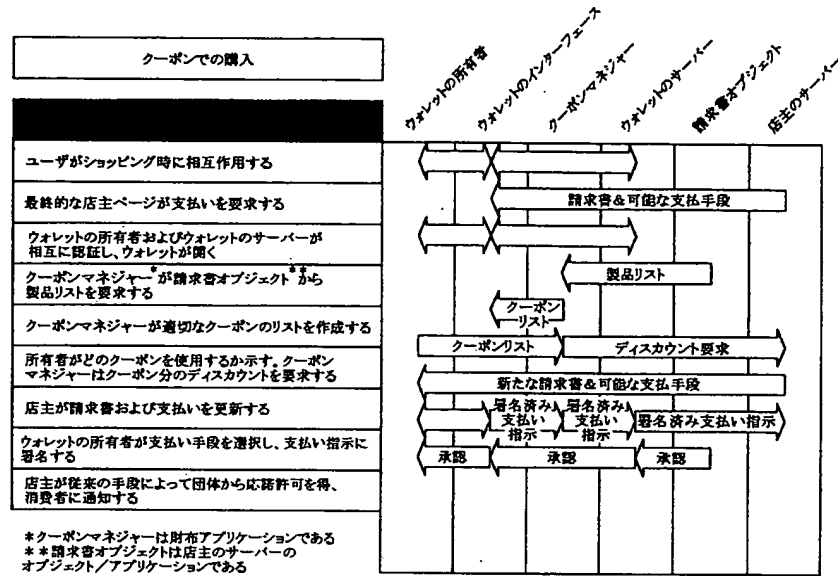 クーポンでの購入
ウォレットの所有者
ウォレットのインターフェース
クーポンマネジャー
ウォレットのサーバー
請求書オブジェクト
店主のサーバー
ユーザがショッピング時に相互作用する
最終的な店主ページが支払いを要求する
請求書&可能な支払手段
ウォレットの所有者およびウォレットのサーバーが
相互に認証し、ウォレットが開く
クーポンマネジャー*が請求書オブジェクト**から
製品リストを要求する
製品リスト
クーポンマネジャーが適切なクーポンのリストを作成する
クーポン
リスト
所有者がどのクーポンを使用するか示す。クーポン
マネジャーはクーポン分のディスカウントを要求する
クーポンリスト
ディスカウント要求
新たな請求書&可能な支払手段
店主が請求書および支払いを更新する
署名済み
支払い
指示
署名済み
支払い
指示
署名済み支払い指示
ウォレットの所有者が支払い手段を選択し、支払い指示に
署名する
承認
承認
承認
店主が従来の手段によって団体から応諾許可を得、
消費者に通知する
*クーポンマネジャーは財布アプリケーションである
**請求書オブジェクトは店主のサーバーの
オブジェクト/アプリケーションである